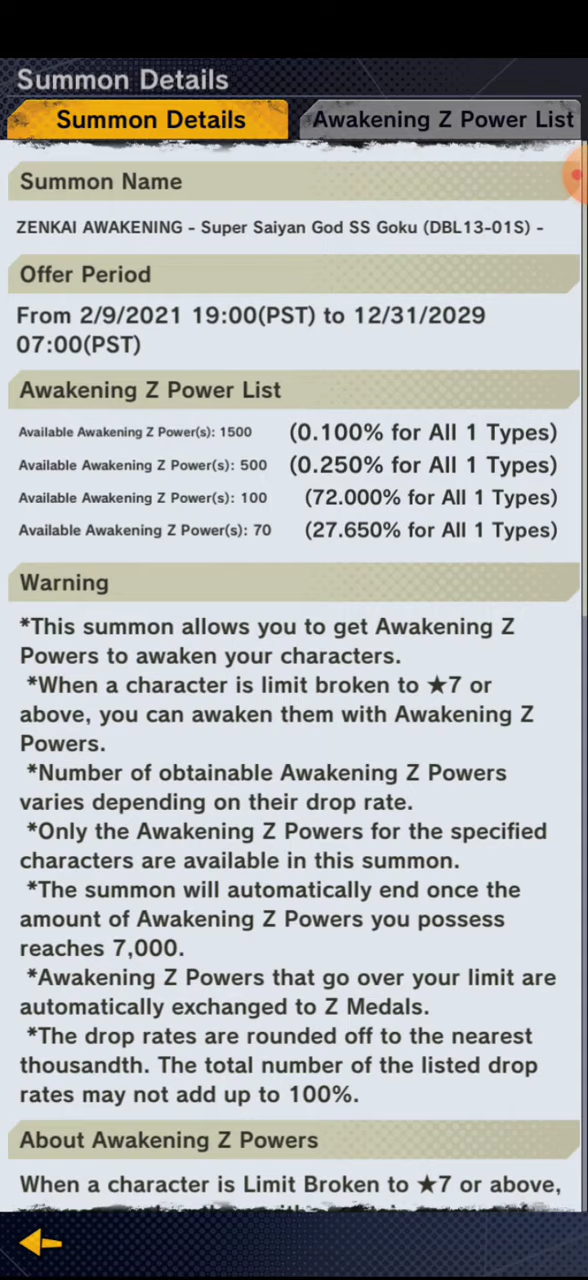 Summon Details
Summon Details
Awakening Z Power List
Summon Name
ZENKAI AWAKENING - Super Saiyan God SS Goku (DBL13-01S) -
Offer Period
From 2/9/2021 19:00(PST) to 12/31/2029
07:00(PST)
Awakening Z Power List
Available Awakening Z Power(s): 1500 (0.100% for All 1 Types)
Available Awakening Z Power(s): 500 (0.250% for All 1 Types)
Available Awakening Z Power(s): 100 (72.000% for All 1 Types)
Available Awakening Z Power(s): 70 (27.650% for All 1 Types)
Warning
*This summon allows you to get Awakening Z
Powers to awaken your characters.
*When a character is limit broken to ★7 or
above, you can awaken them with Awakening Z
Powers.
*Number of obtainable Awakening Z Powers
varies depending on their drop rate.
*Only the Awakening Z Powers for the specified
characters are available in this summon.
*The summon will automatically end once the
amount of Awakening Z Powers you possess
reaches 7,000.
*Awakening Z Powers that go over your limit are
automatically exchanged to Z Medals.
*The drop rates are rounded off to the nearest
thousandth. The total number of the listed drop
rates may not add up to 100%.
About Awakening Z Powers
When a character is Limit Broken to ★7 or above,